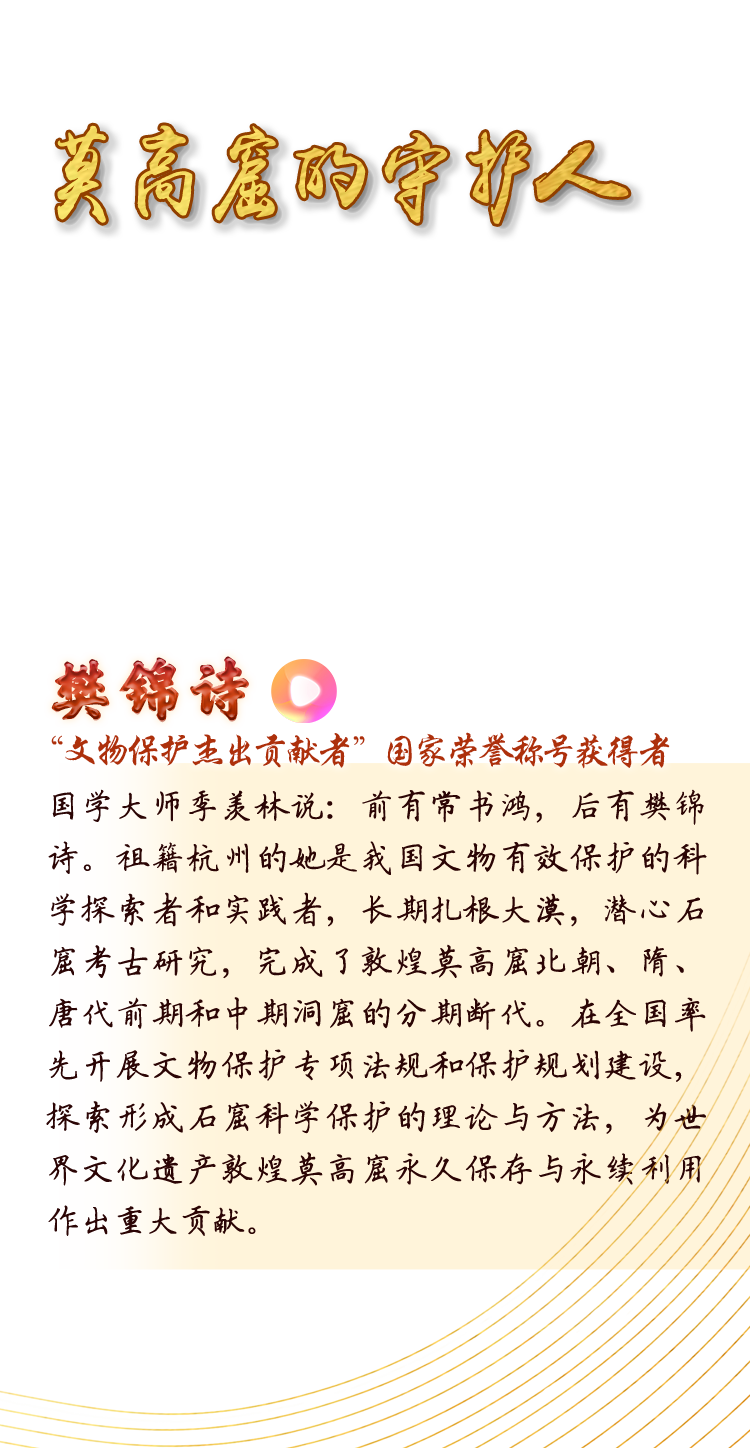 莫高窟的守护人
樊锦诗
“文物保护杰出贡献者”国家荣誉称号获得者
国学大师季羡林说：前有常书鸿，后有樊锦
诗。祖籍杭州的她是我国文物有效保护的科
学探索者和实践者，长期扎根大漠，潜心石
窟考古研究，完成了敦煌莫高窟北朝、隋、
唐代前期和中期洞窟的分期断代。在全国率
先开展文物保护专项法规和保护规划建设，
探索形成石窟科学保护的理论与方法，为世
界文化遗产敦煌莫高窟永久保存与永续利用
作出重大贡献。